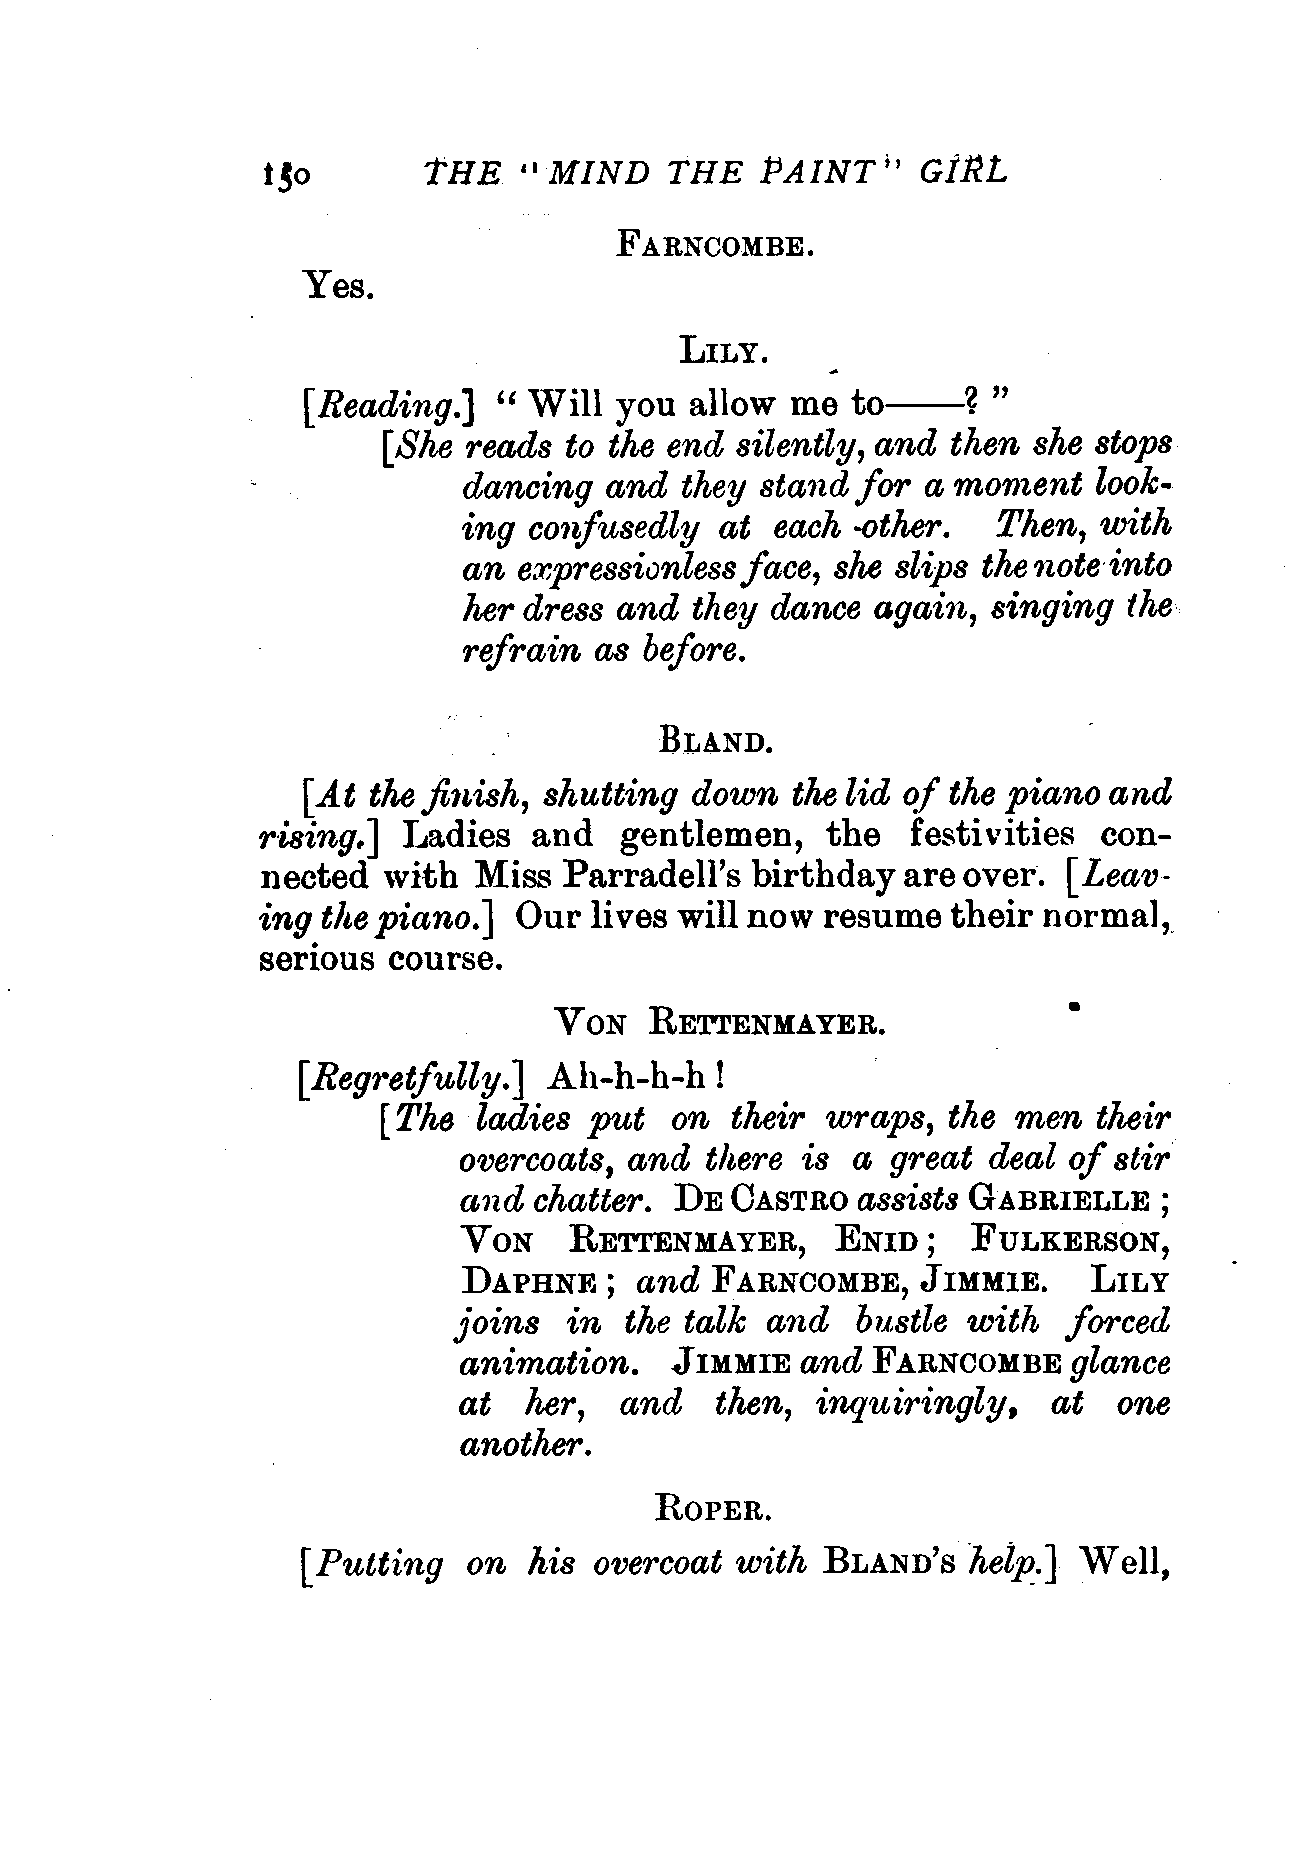 150 THE "MIND THE PAINT" GIRL
FARNCOMBE.
Yes.
LILY.
[Reading.] " Will you allow me to——? "
[She reads to the end silently, and then she stops
dancing and they stand for a moment look-
ing confusedly at each other. Then, with
an expressionless face, she slips the note into
her dress and they dance again, singing the
refrain as before.
BLAND.
[At the finish, shutting down the lid of the piano and
rising.] Ladies and gentlemen, the festivities con-
nected with Miss Parradell's birthday are over. [Leav-
ing the piano.] Our lives will now resume their normal,
serious course.
VON RETTENMAYER.
[Regretfully.] Ah-h-h-h !
[The ladies put on their wraps, the men their
overcoats, and there is a great deal of stir
and chatter. DE CASTRO assists GABRIELLE ;
VON RETTENMAYER, ENID ; FULKERSON,
DAPHNE ; and FARNCOMBE, JIMMIE. LILY
joins in the talk and bustle with forced
animation. JIMMIE and FARNCOMBE glance
at her, and then, inquiringly, at one
another.
ROPER.
[Putting on his overcoat with BLAND'S help.] Well,